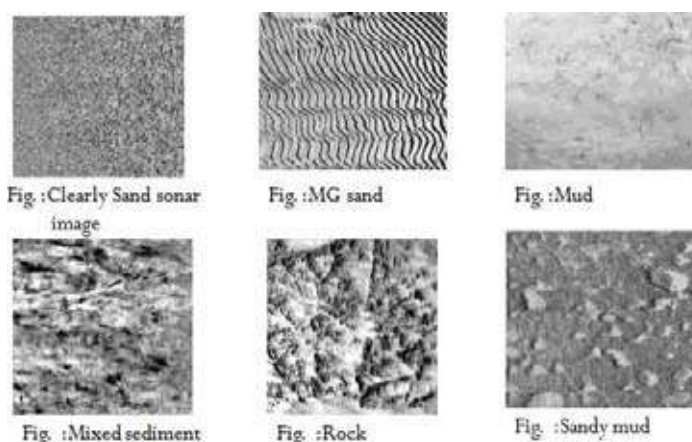 Fig. :Clearly Sand sonar
image
Fig. :MG sand
Fig. :Mud
Fig. :Mixed sediment
Fig. :Rock
Fig. :Sandy mud